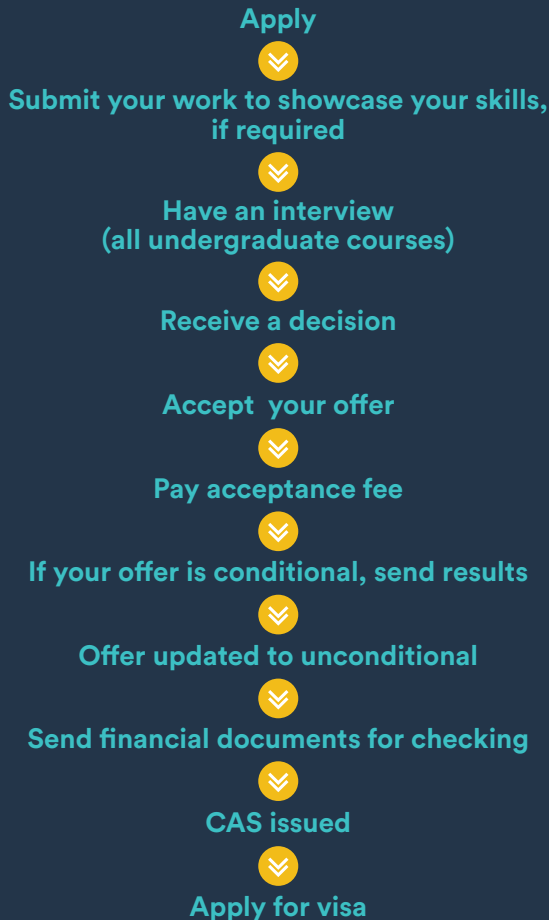 Apply
Submit your work to showcase your skills,
if required
Have an interview
(all undergraduate courses)
Receive a decision
Accept your offer
Pay acceptance fee
If your offer is conditional, send results
Offer updated to unconditional
Send financial documents for checking
CAS issued
Apply for visa